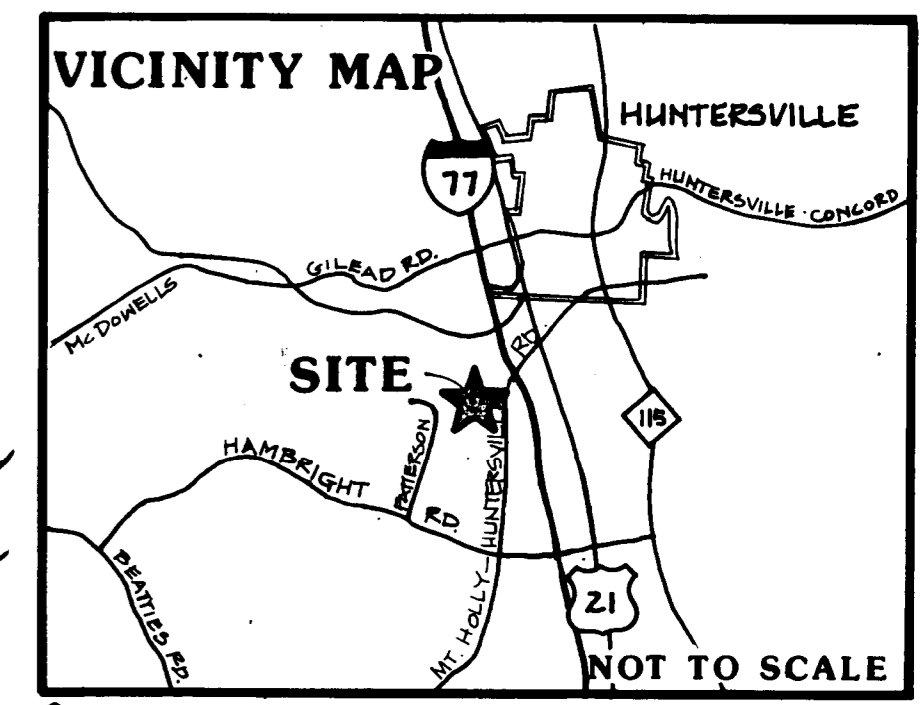 VICINITY MAP
HUNTERSVILLE
77
HUNTERSVILLE-CONCORD
GILEAD RD.
McDOWELLS
RD.
SITE
115
PATTERSON
HAMBRIGHT RD.
MT. HOLLY-HUNTERSVILL
BEATTIES RD.
21
NOT TO SCALE